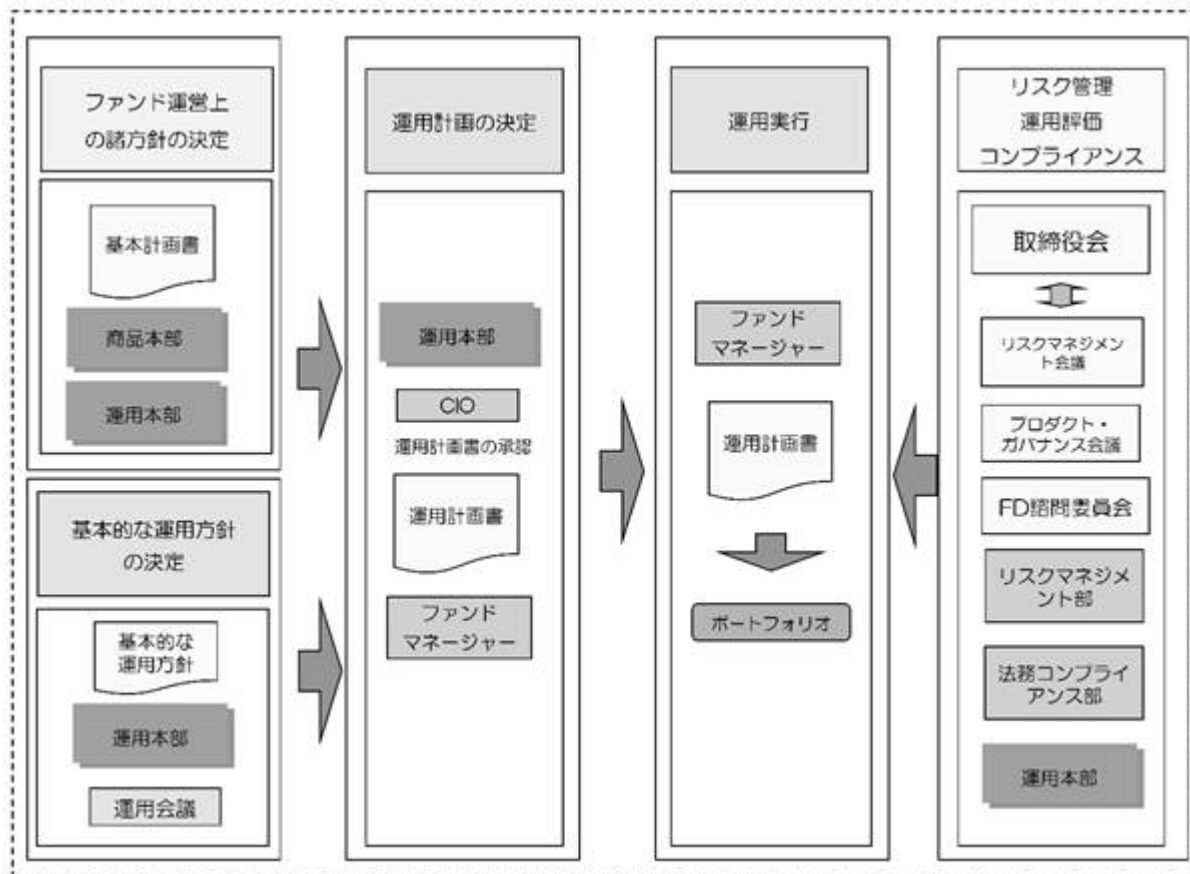 ファンド運営上
の諸方針の決定
基本計画書
商品本部
運用本部
基本的な運用方針
の決定
基本的な
運用方針
運用本部
運用会議
運用計画の決定
運用本部
CIO
運用計画書の承認
運用計画書
ファンド
マネージャー
運用実行
ファンド
マネージャー
運用計画書
ポートフォリオ
リスク管理
運用評価
コンプライアンス
取締役会
リスクマネジメン
ト会議
プロダクト・
ガバナンス会議
FD諮問委員会
リスクマネジメ
ント部
法務コンプライ
アンス部
運用本部